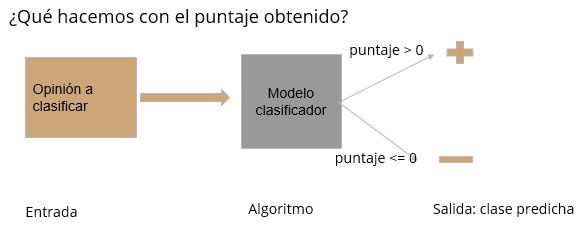 ¿Qué hacemos con el puntaje obtenido?
puntaje > 0
Opinión a
clasificar
Modelo
clasificador
puntaje <= 0
Entrada
Algoritmo
Salida: clase predicha